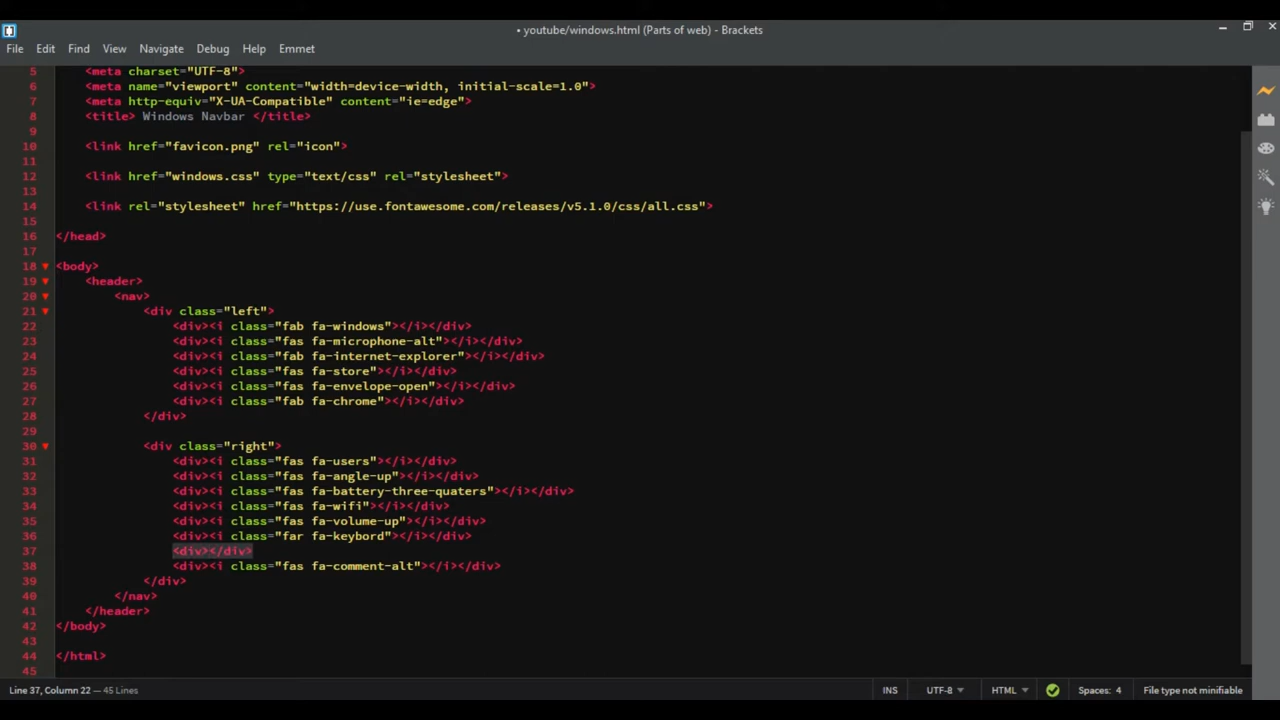 • youtube/windows.html (Parts of web) - Brackets
File Edit Find View Navigate Debug Help Emmet
5 <meta charset="UTF-8">
6 <meta name="viewport" content="width=device-width, initial-scale=1.0">
7 <meta http-equiv="X-UA-Compatible" content="ie=edge">
8 <title> Windows Navbar </title>
9
10 <link href="favicon.png" rel="icon">
11
12 <link href="windows.css" type="text/css" rel="stylesheet">
13
14 <link rel="stylesheet" href="https://use.fontawesome.com/releases/v5.1.0/css/all.css">
15
16 </head>
17
18 <body>
19 <header>
20 <nav>
21 <div class="left">
22 <div><i class="fab fa-windows"></i></div>
23 <div><i class="fas fa-microphone-alt"></i></div>
24 <div><i class="fab fa-internet-explorer"></i></div>
25 <div><i class="fas fa-store"></i></div>
26 <div><i class="fas fa-envelope-open"></i></div>
27 <div><i class="fab fa-chrome"></i></div>
28 </div>
29
30 <div class="right">
31 <div><i class="fas fa-users"></i></div>
32 <div><i class="fas fa-angle-up"></i></div>
33 <div><i class="fas fa-battery-three-quaters"></i></div>
34 <div><i class="fas fa-wifi"></i></div>
35 <div><i class="fas fa-volume-up"></i></div>
36 <div><i class="far fa-keybord"></i></div>
37 <div></div>
38 <div><i class="fas fa-comment-alt"></i></div>
39 </div>
40 </nav>
41 </header>
42 </body>
43
44 </html>
45
Line 37, Column 22 — 45 Lines INS UTF-8 HTML Spaces: 4 File type not minifiable